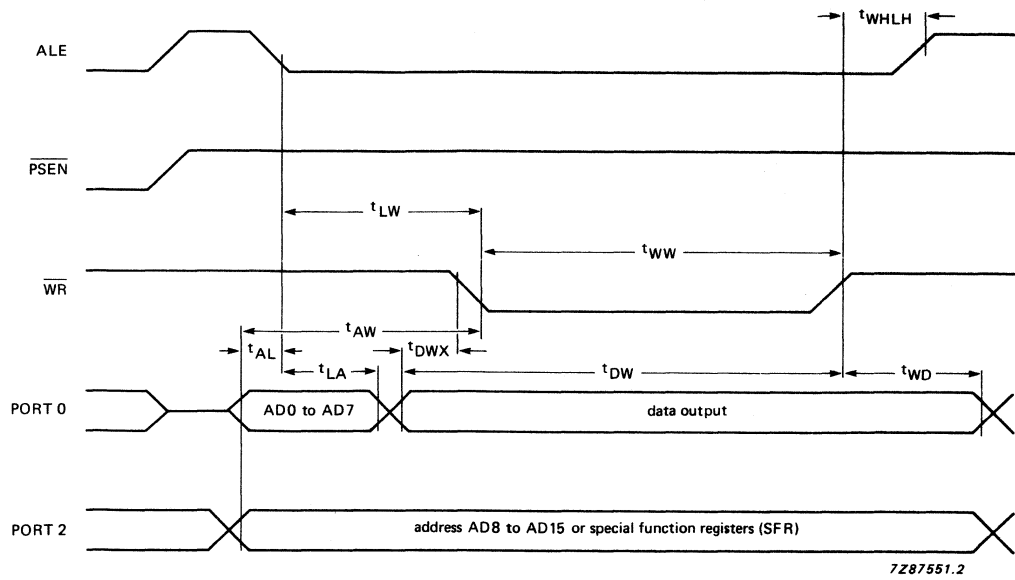 tWHLH
ALE
PSEN
tLW
tWW
WR
tAW
tAL
tDWX
tLA
tDW
tWD
PORT 0
AD0 to AD7
data output
PORT 2
address AD8 to AD15 or special function registers (SFR)
7Z87551.2